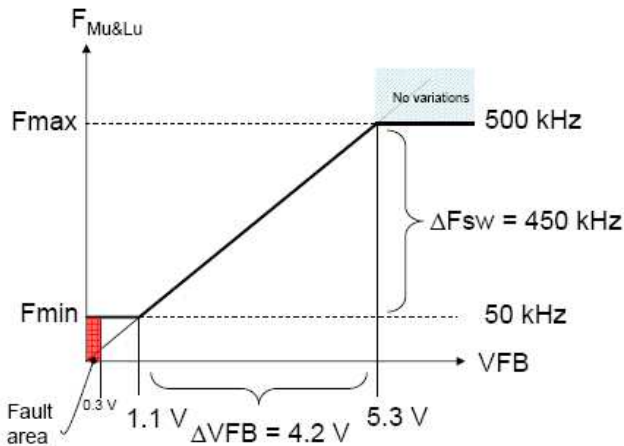 F Mu&Lu
No variations
Fmax
500 kHz
ΔFsw = 450 kHz
Fmin
50 kHz
VFB
Fault
area
0.3 V
1.1 V
ΔVFB = 4.2 V
5.3 V